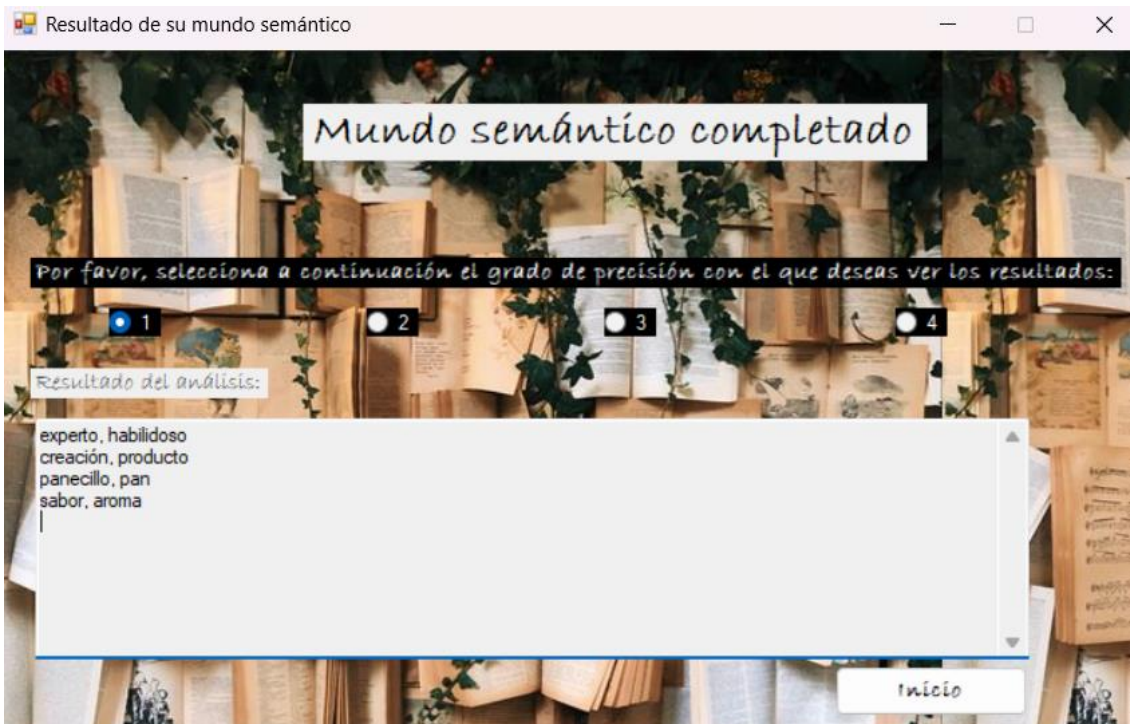 Resultado de su mundo semántico
Mundo semántico completado
Por favor, selecciona a continuación el grado de precisión con el que deseas ver los resultados:
1 2 3 4
Resultado del análisis:
experto, habilidoso
creación, producto
panecillo, pan
sabor, aroma
Inicio